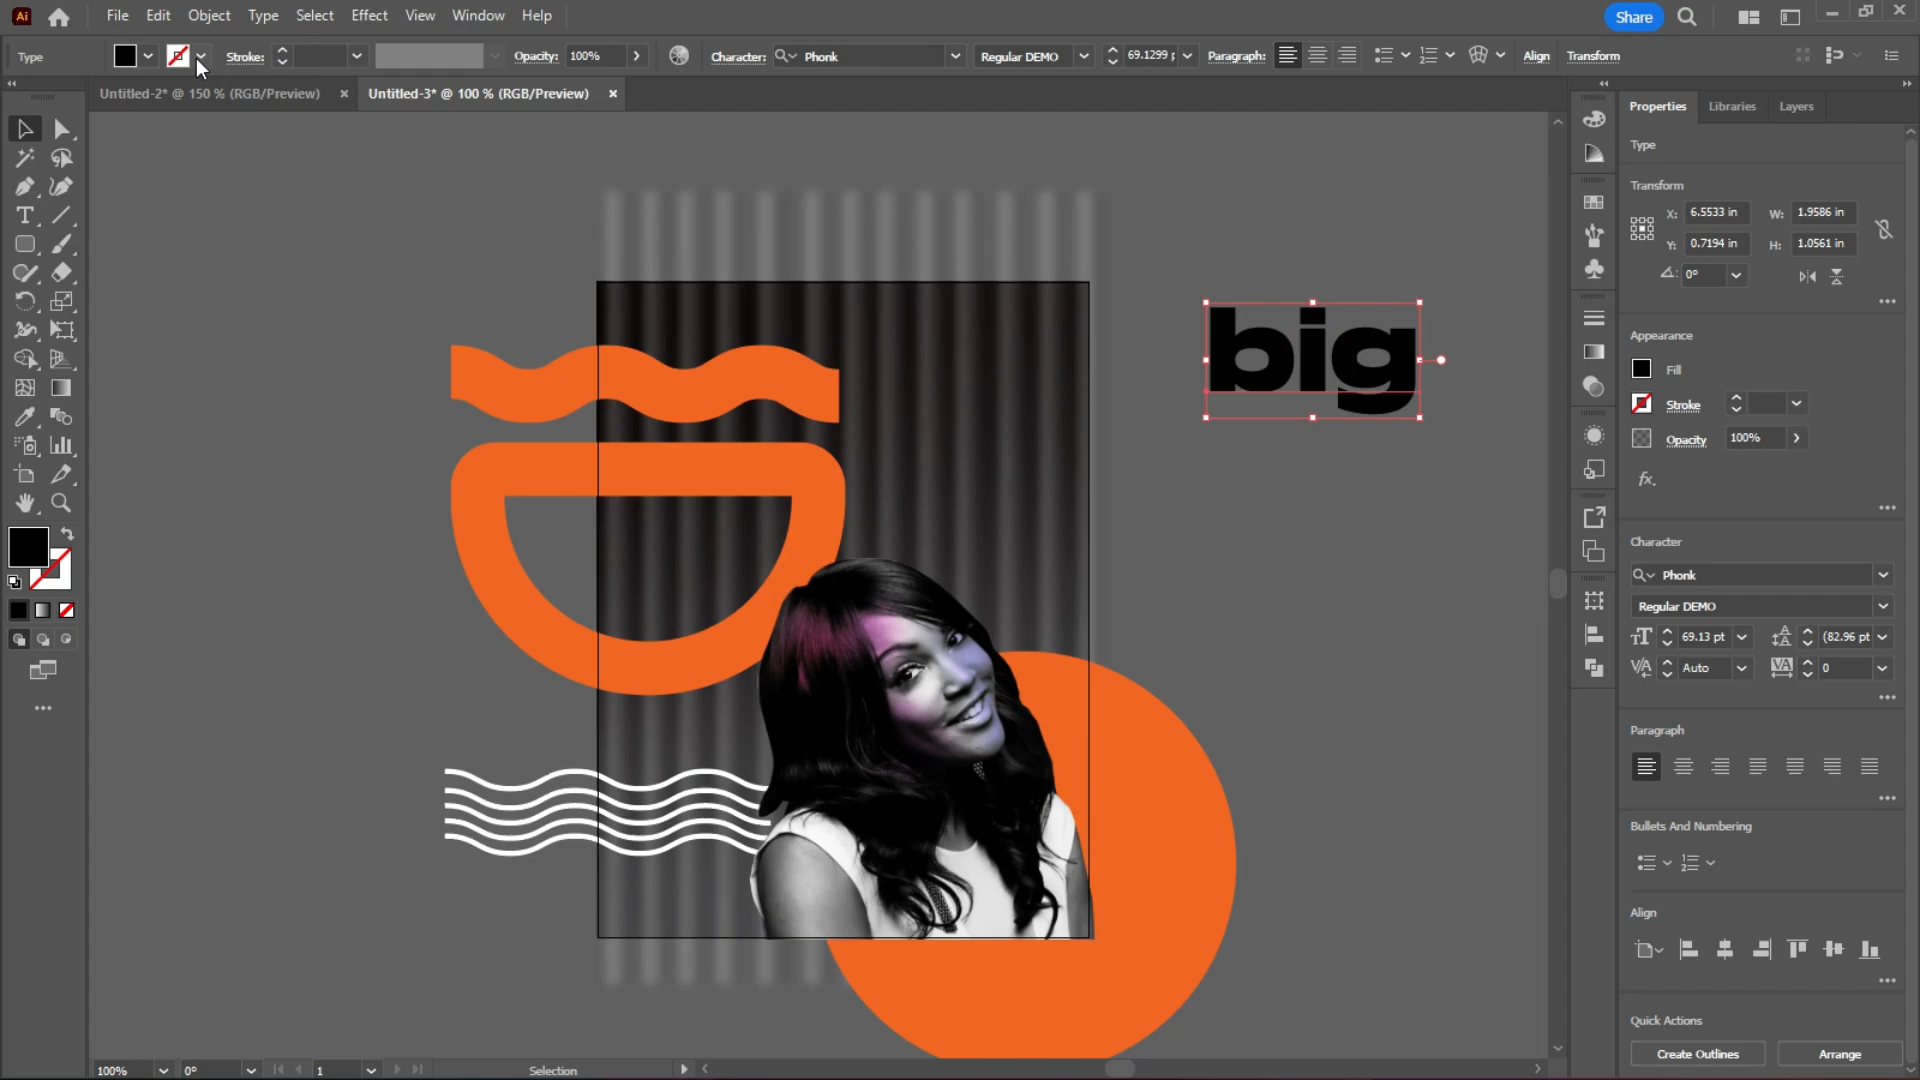 Ai File Edit Object Type Select Effect View Window Help Share
Type Stroke: Opacity: 100% Character: Phonk Regular DEMO 69.1299 p Paragraph: Align Transform
Untitled-2* @ 150 % (RGB/Preview) × Untitled-3* @ 100 % (RGB/Preview) ×
Properties Libraries Layers
Type
Transform
X: 6.5533 in W: 1.9586 in
Y: 0.7194 in H: 1.0561 in
0°
big
Appearance
Fill
Stroke
Opacity 100%
fx.
Character
Phonk
Regular DEMO
69.13 pt (82.96 pt
Auto 0
Paragraph
Bullets And Numbering
Align
Quick Actions
Create Outlines Arrange
100% 0° 1 Selection